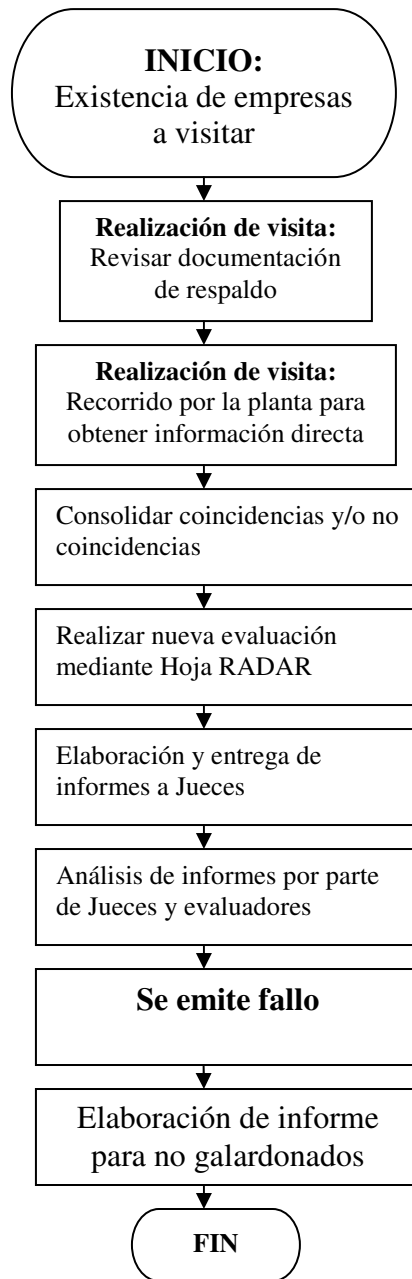 INICIO:
Existencia de empresas
a visitar
Realización de visita:
Revisar documentación
de respaldo
Realización de visita:
Recorrido por la planta para
obtener información directa
Consolidar coincidencias y/o no
coincidencias
Realizar nueva evaluación
mediante Hoja RADAR
Elaboración y entrega de
informes a Jueces
Análisis de informes por parte
de Jueces y evaluadores
Se emite fallo
Elaboración de informe
para no galardonados
FIN